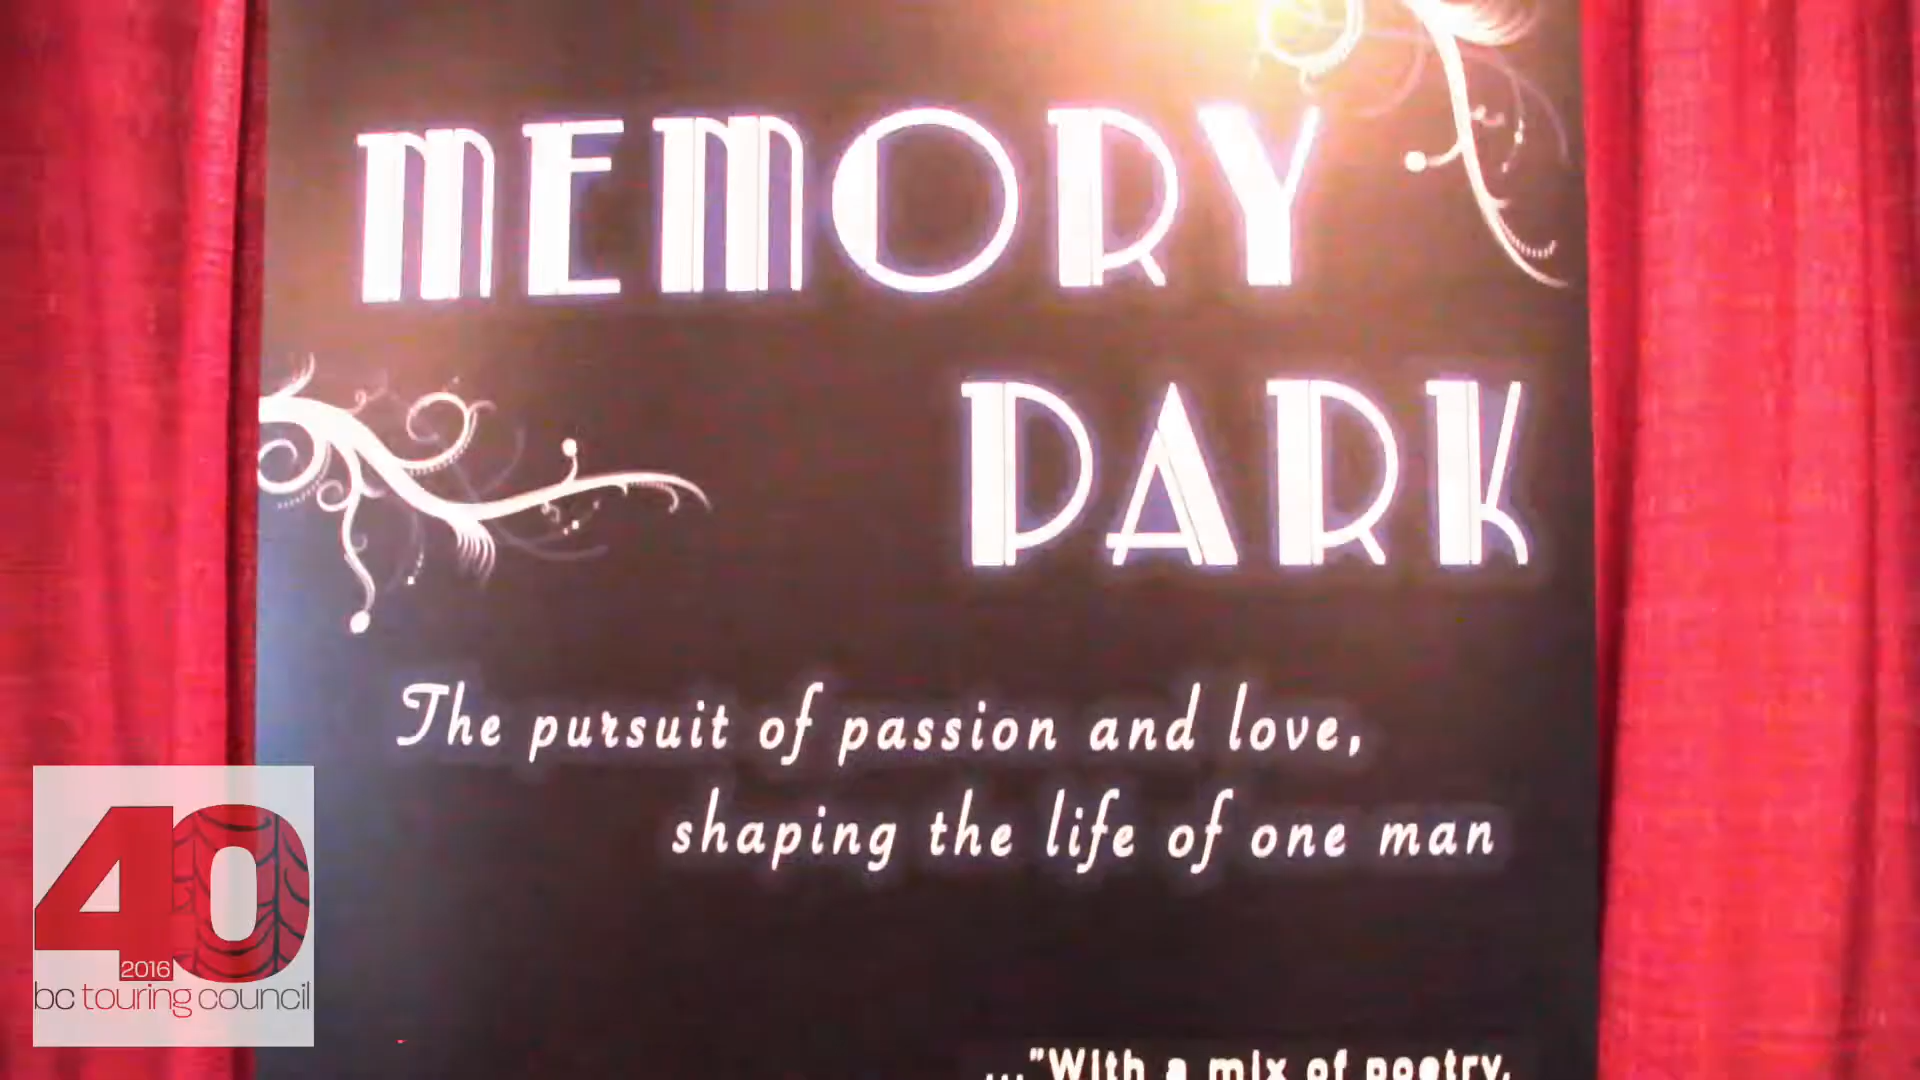 MEMORY
PARK
The pursuit of passion and love,
shaping the life of one man
..."With a mix of poetry,
40
2016
bc touring council